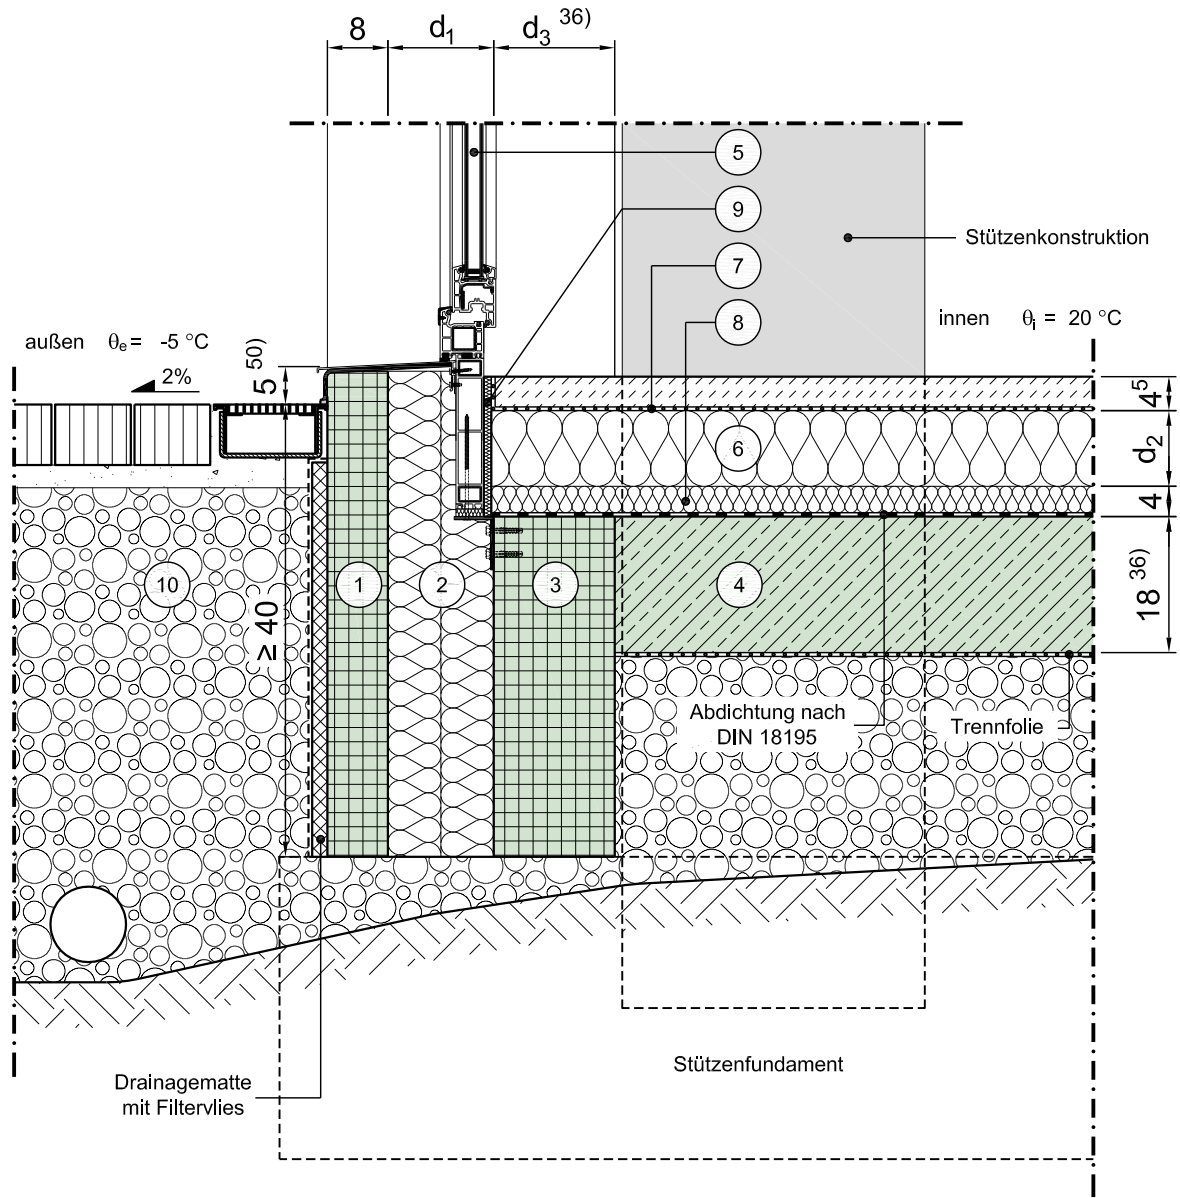 8 d₁ d₃ ³⁶⁾
5
9
Stützenkonstruktion
7
8
innen θᵢ = 20 °C
außen θₑ = -5 °C
5 ⁵⁰⁾
2%
4⁵
6
d₂
4
10
1
2
3
4
18 ³⁶⁾
≥ 40
Abdichtung nach
DIN 18195
Trennfolie
Stützenfundament
Drainagematte
mit Filtervlies